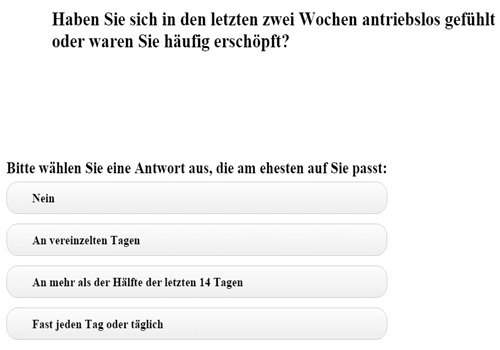 Haben Sie sich in den letzten zwei Wochen antriebslos gefühlt
oder waren Sie häufig erschöpft?
Bitte wählen Sie eine Antwort aus, die am ehesten auf Sie passt:
Nein
An vereinzelten Tagen
An mehr als der Hälfte der letzten 14 Tagen
Fast jeden Tag oder täglich